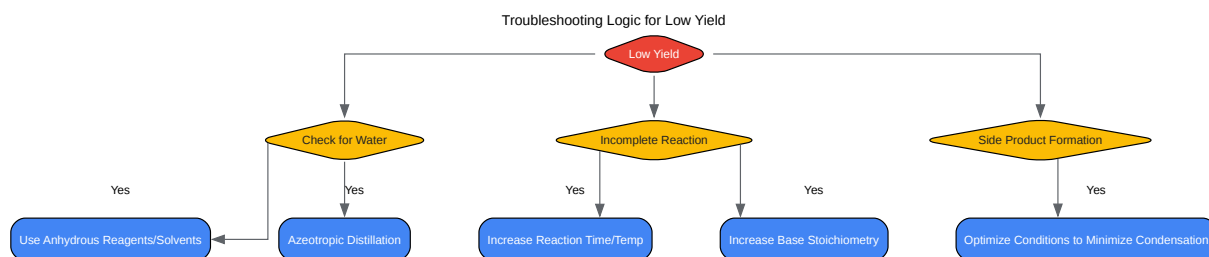 Troubleshooting Logic for Low Yield
Low Yield
Check for Water
Incomplete Reaction
Side Product Formation
Yes
Yes
Yes
Yes
Yes
Use Anhydrous Reagents/Solvents
Azeotropic Distillation
Increase Reaction Time/Temp
Increase Base Stoichiometry
Optimize Conditions to Minimize Condensation